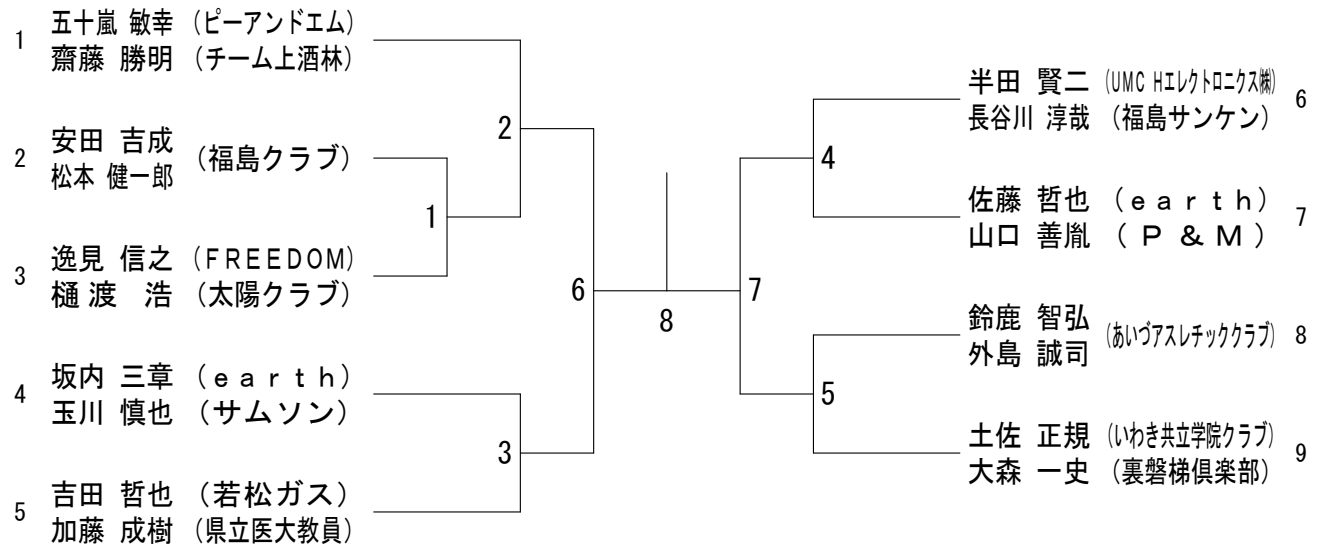 1 五十嵐 敏幸 (ピーアンドエム)
齋藤 勝明 (チーム上酒林)
2 安田 吉成 (福島クラブ)
松本 健一郎
3 逸見 信之 (FREEDOM)
樋渡 浩 (太陽クラブ)
4 坂内 三章 (earth)
玉川 慎也 (サムソン)
5 吉田 哲也 (若松ガス)
加藤 成樹 (県立医大教員)
2
1
6
3
8
7
4
5
半田 賢二 (UMC Hエレクトロニクス㈱) 6
長谷川 淳哉 (福島サンケン)
佐藤 哲也 (earth) 7
山口 善胤 (P&M)
鈴鹿 智弘 (あいづアスレチッククラブ) 8
外島 誠司
土佐 正規 (いわき共立学院クラブ) 9
大森 一史 (裏磐梯倶楽部)